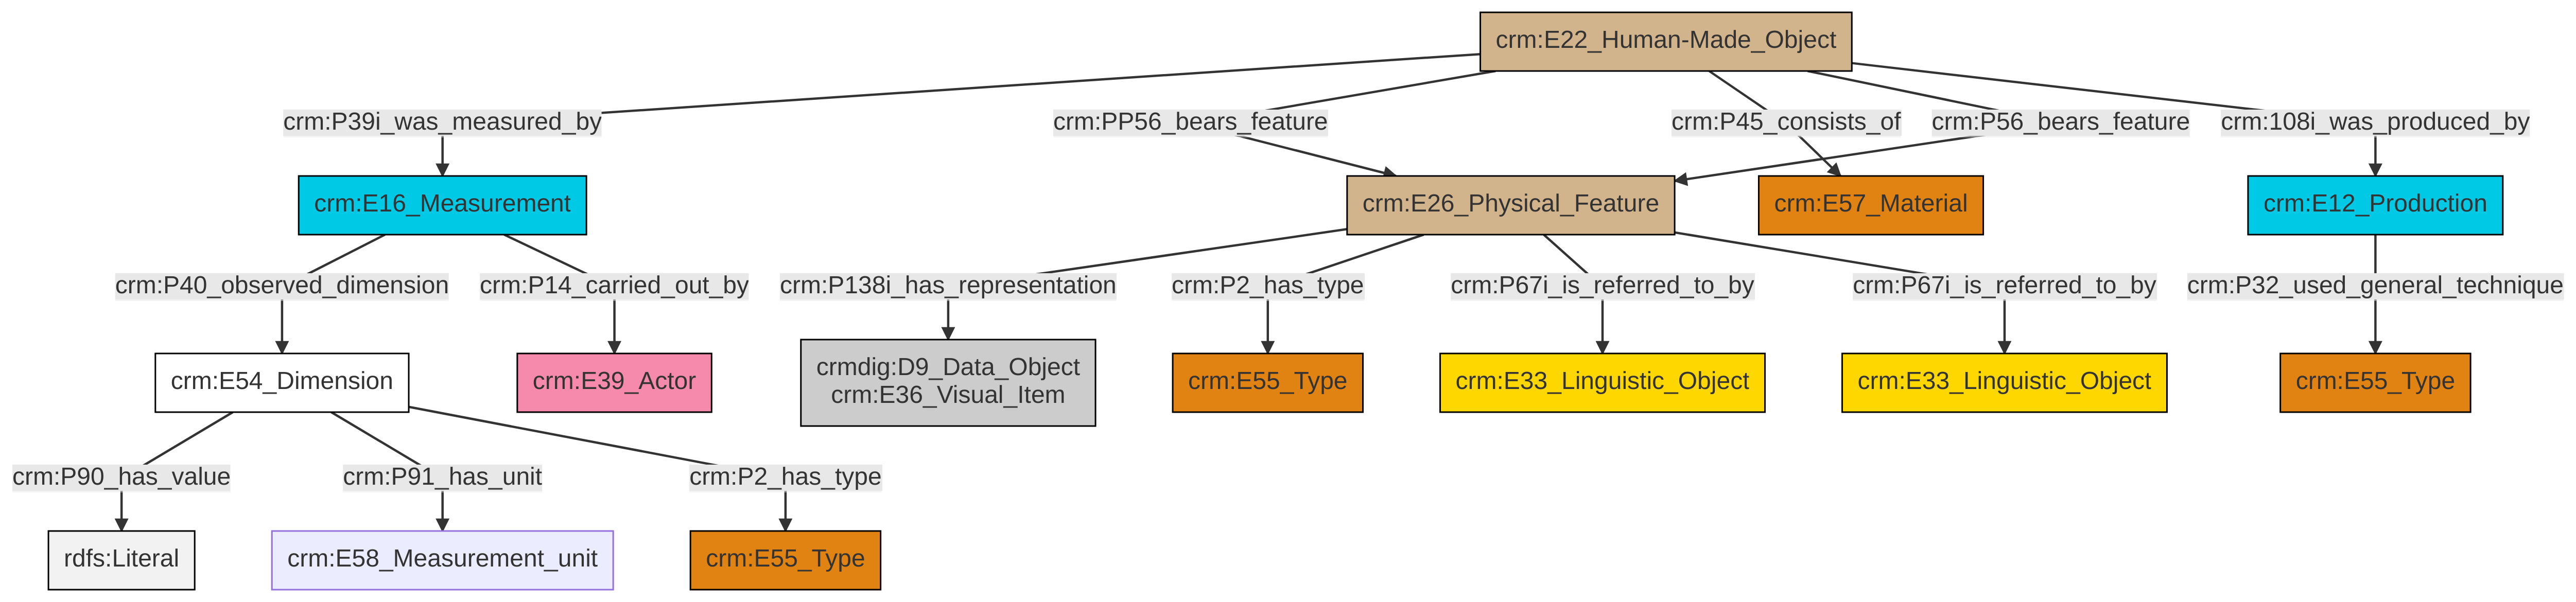 crm:E22_Human-Made_Object
crm:P39i_was_measured_by
crm:PP56_bears_feature
crm:P45_consists_of
crm:P56_bears_feature
crm:108i_was_produced_by
crm:E16_Measurement
crm:E26_Physical_Feature
crm:E57_Material
crm:E12_Production
crm:P40_observed_dimension
crm:P14_carried_out_by
crm:P138i_has_representation
crm:P2_has_type
crm:P67i_is_referred_to_by
crm:P67i_is_referred_to_by
crm:P32_used_general_technique
crm:E54_Dimension
crm:E39_Actor
crmdig:D9_Data_Object
crm:E36_Visual_Item
crm:E55_Type
crm:E33_Linguistic_Object
crm:E33_Linguistic_Object
crm:E55_Type
crm:P90_has_value
crm:P91_has_unit
crm:P2_has_type
rdfs:Literal
crm:E58_Measurement_unit
crm:E55_Type